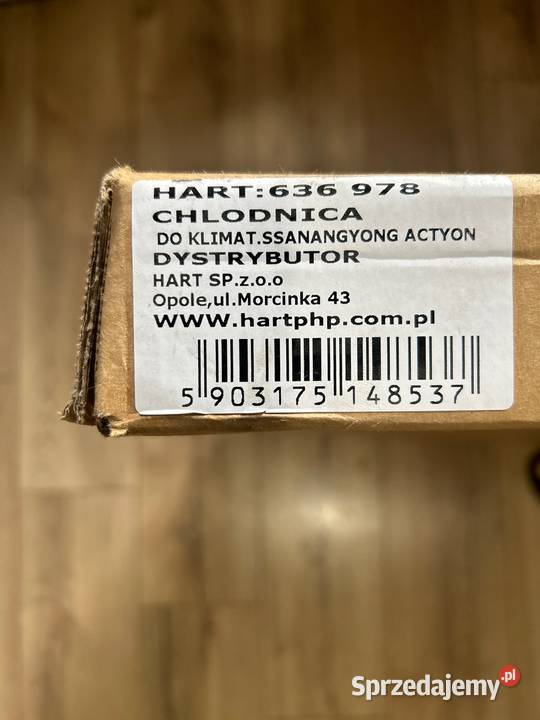 HART:636 978
CHLODNICA
DO KLIMAT.SSANANGYONG ACTYON
DYSTRYBUTOR
HART SP.z.o.o
Opole,ul.Morcinka 43
WWW.hartphp.com.pl
5 903175 148537
Sprzedajemy.pl